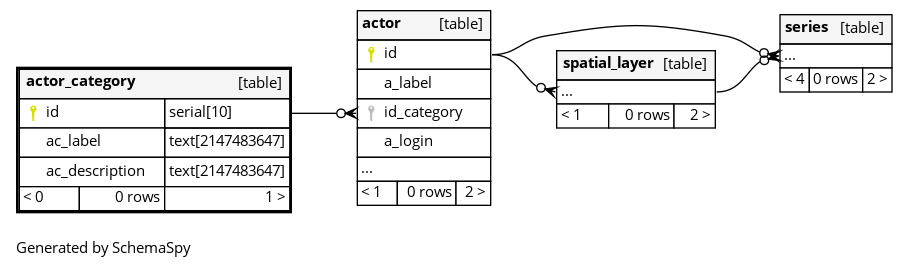 actor_category [table]
id serial[10]
ac_label text[2147483647]
ac_description text[2147483647]
< 0 0 rows 1 >
actor [table]
id
a_label
id_category
a_login
...
< 1 0 rows 2 >
spatial_layer [table]
...
< 1 0 rows 2 >
series [table]
...
< 4 0 rows 2 >
Generated by SchemaSpy